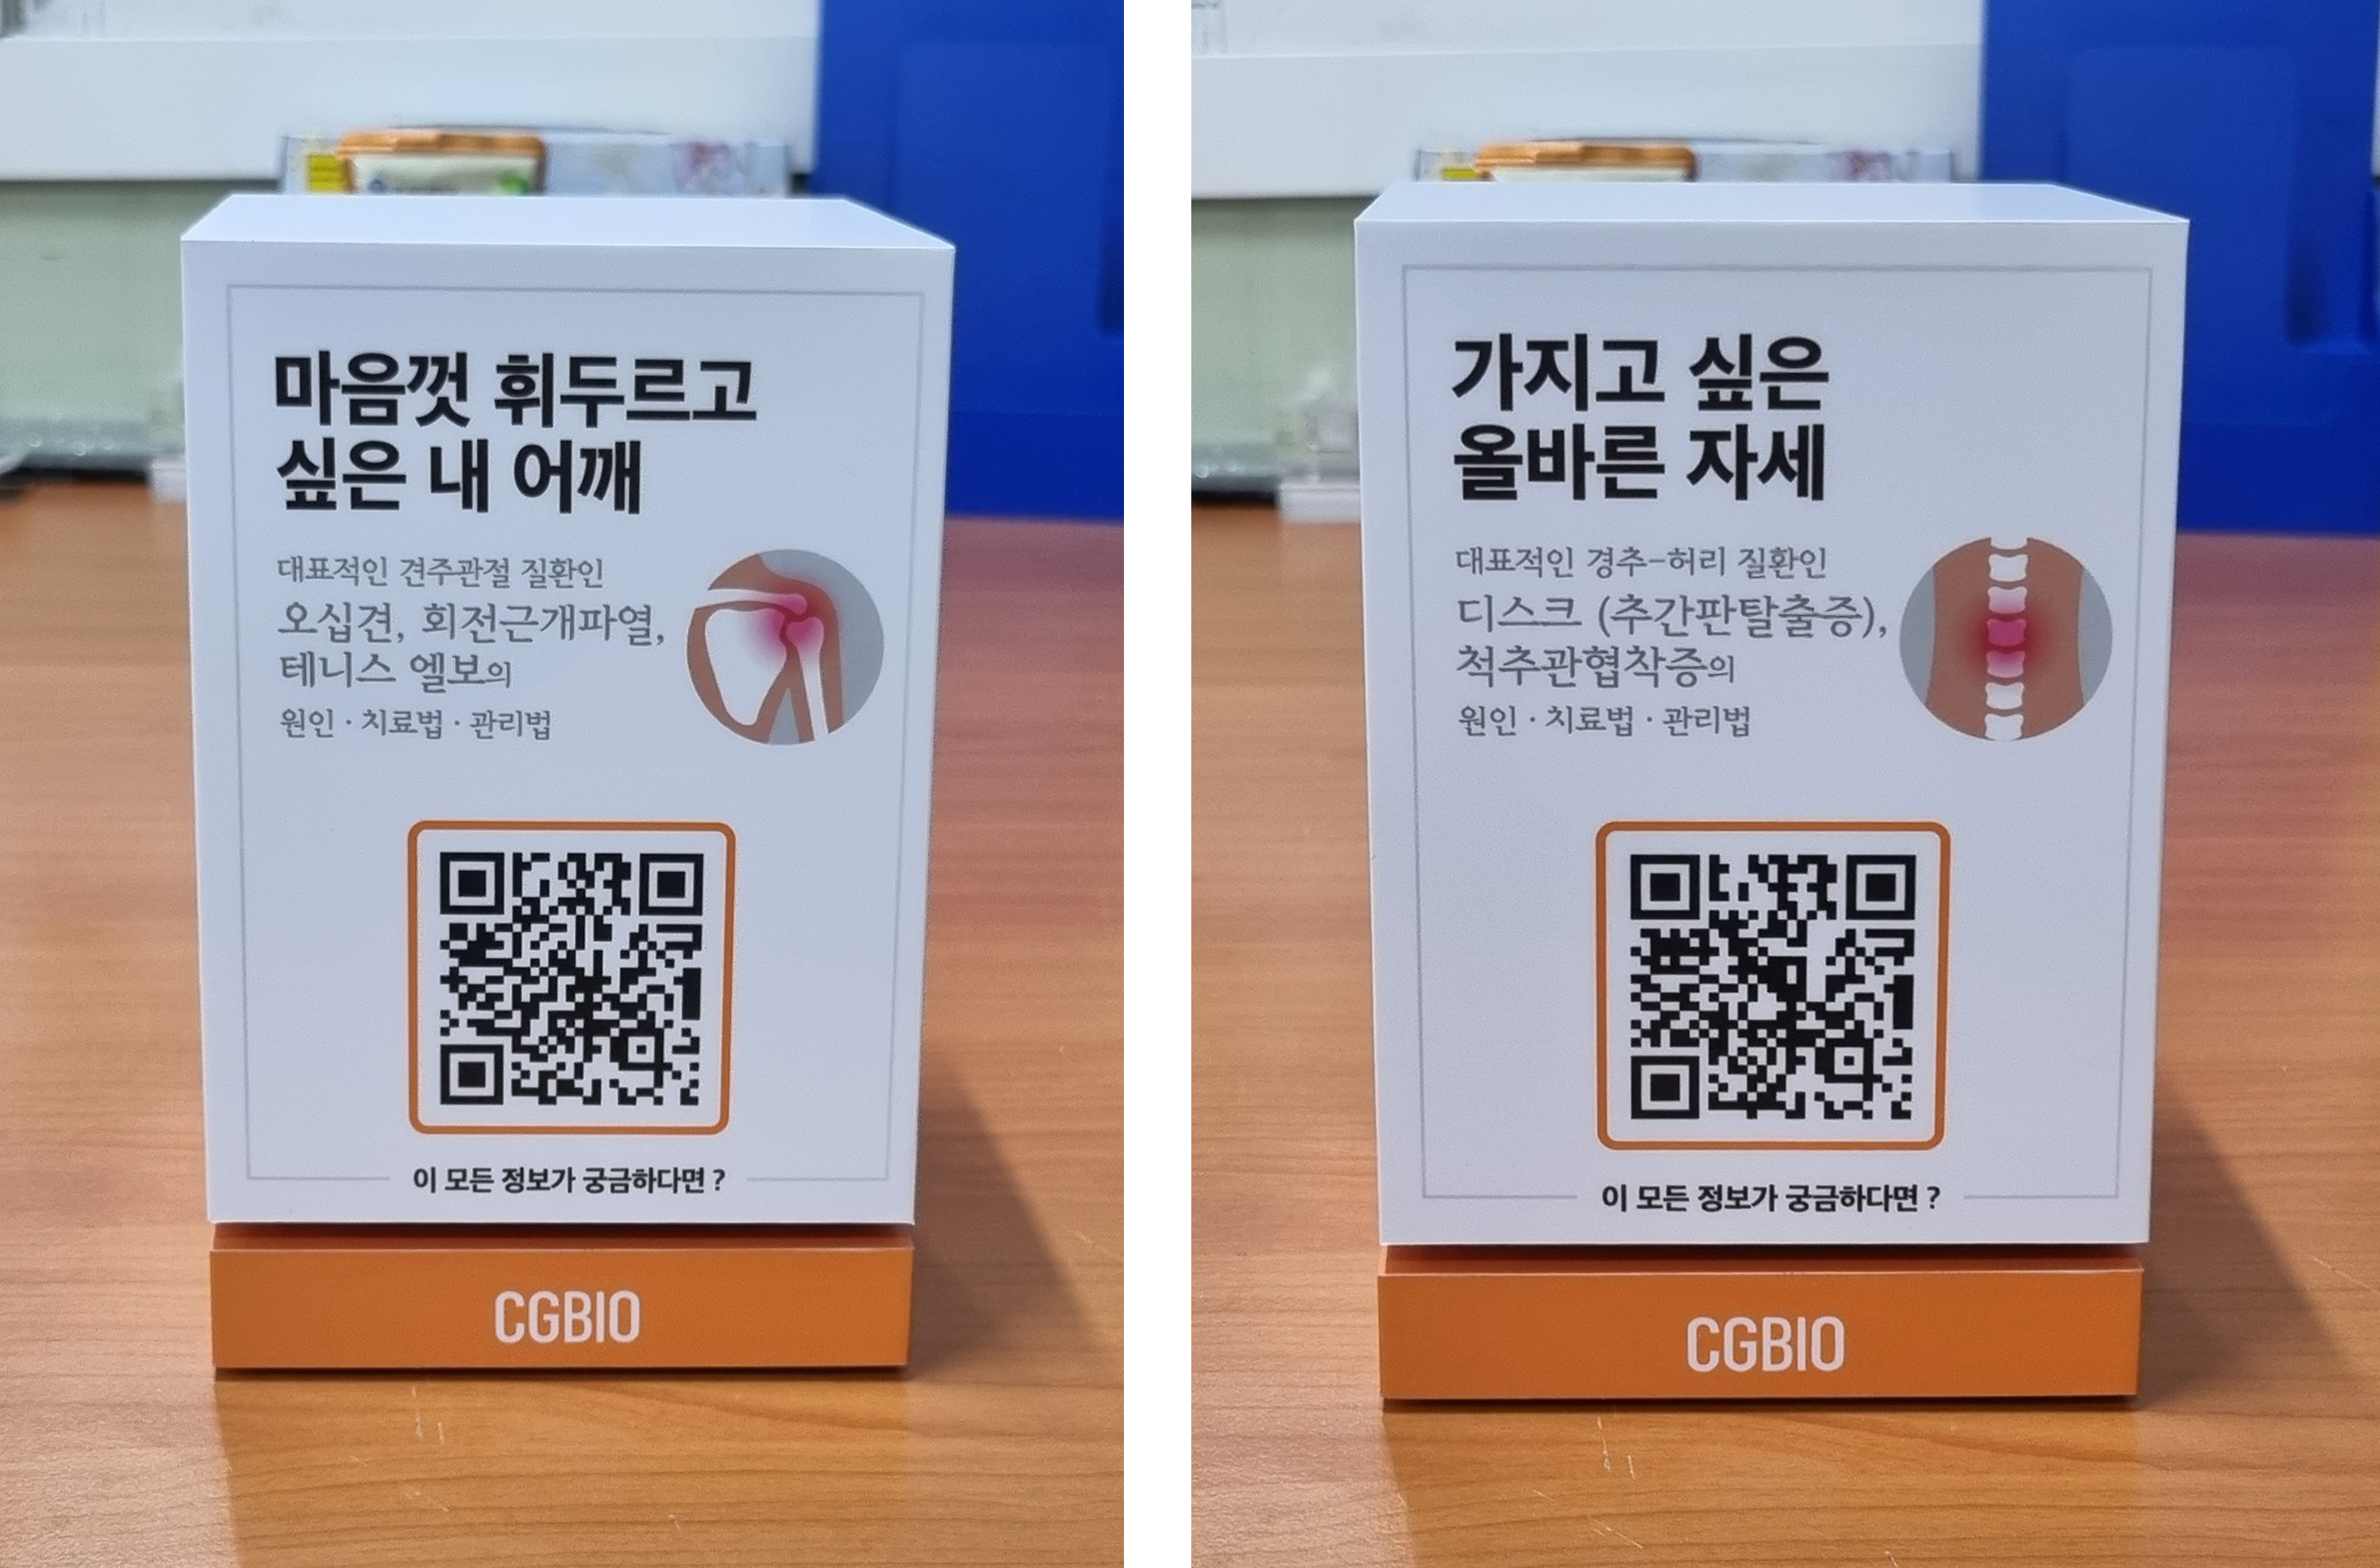 마음껏 휘두르고
싶은 내 어깨
대표적인 견주관절 질환인
오십견, 회전근개파열,
테니스 엘보의
원인 · 치료법 · 관리법
이 모든 정보가 궁금하다면 ?
CGBIO
가지고 싶은
올바른 자세
대표적인 경추-허리 질환인
디스크 (추간판탈출증),
척추관협착증의
원인 · 치료법 · 관리법
이 모든 정보가 궁금하다면 ?
CGBIO